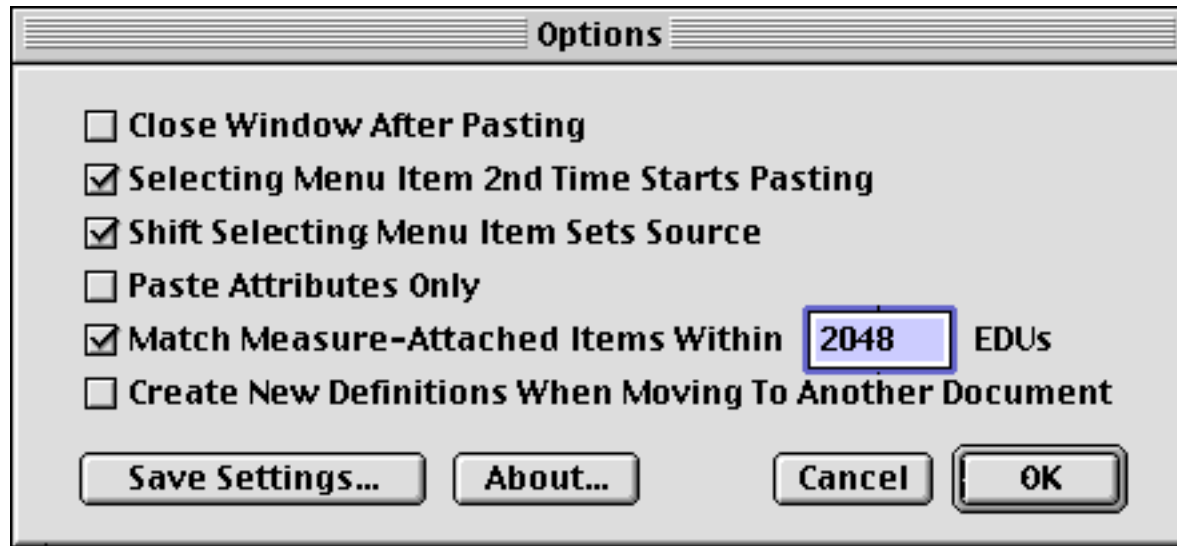 Options
Close Window After Pasting
Selecting Menu Item 2nd Time Starts Pasting
Shift Selecting Menu Item Sets Source
Paste Attributes Only
Match Measure-Attached Items Within 2048 EDUs
Create New Definitions When Moving To Another Document
Save Settings... About... Cancel OK